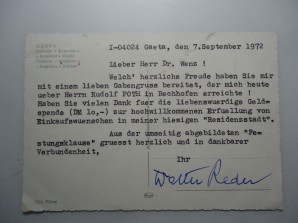 GAETA
I-04024 Gaeta, den 7.September 1972
Lieber Herr Dr. Wenz !
Welch' herzliche Freude haben Sie mir
mit einem lieben Gabengruss bereitet, der mich heute
ueber Herrn Rudolf POTH in Bechhofen erreichte !
Haben Sie vielen Dank fuer die liebenswuerdige Geld-
spende (DM 10,-) zur hochwillkommenen Erfuellung von
Einkaufswuenschen in meiner hiesigen "Residenstadt".
Aus der umseitig abgebildeten "Fe-
stungsklause" gruesst herzlich und in dankbarer
Verbundenheit,
Ihr
Walter Reder